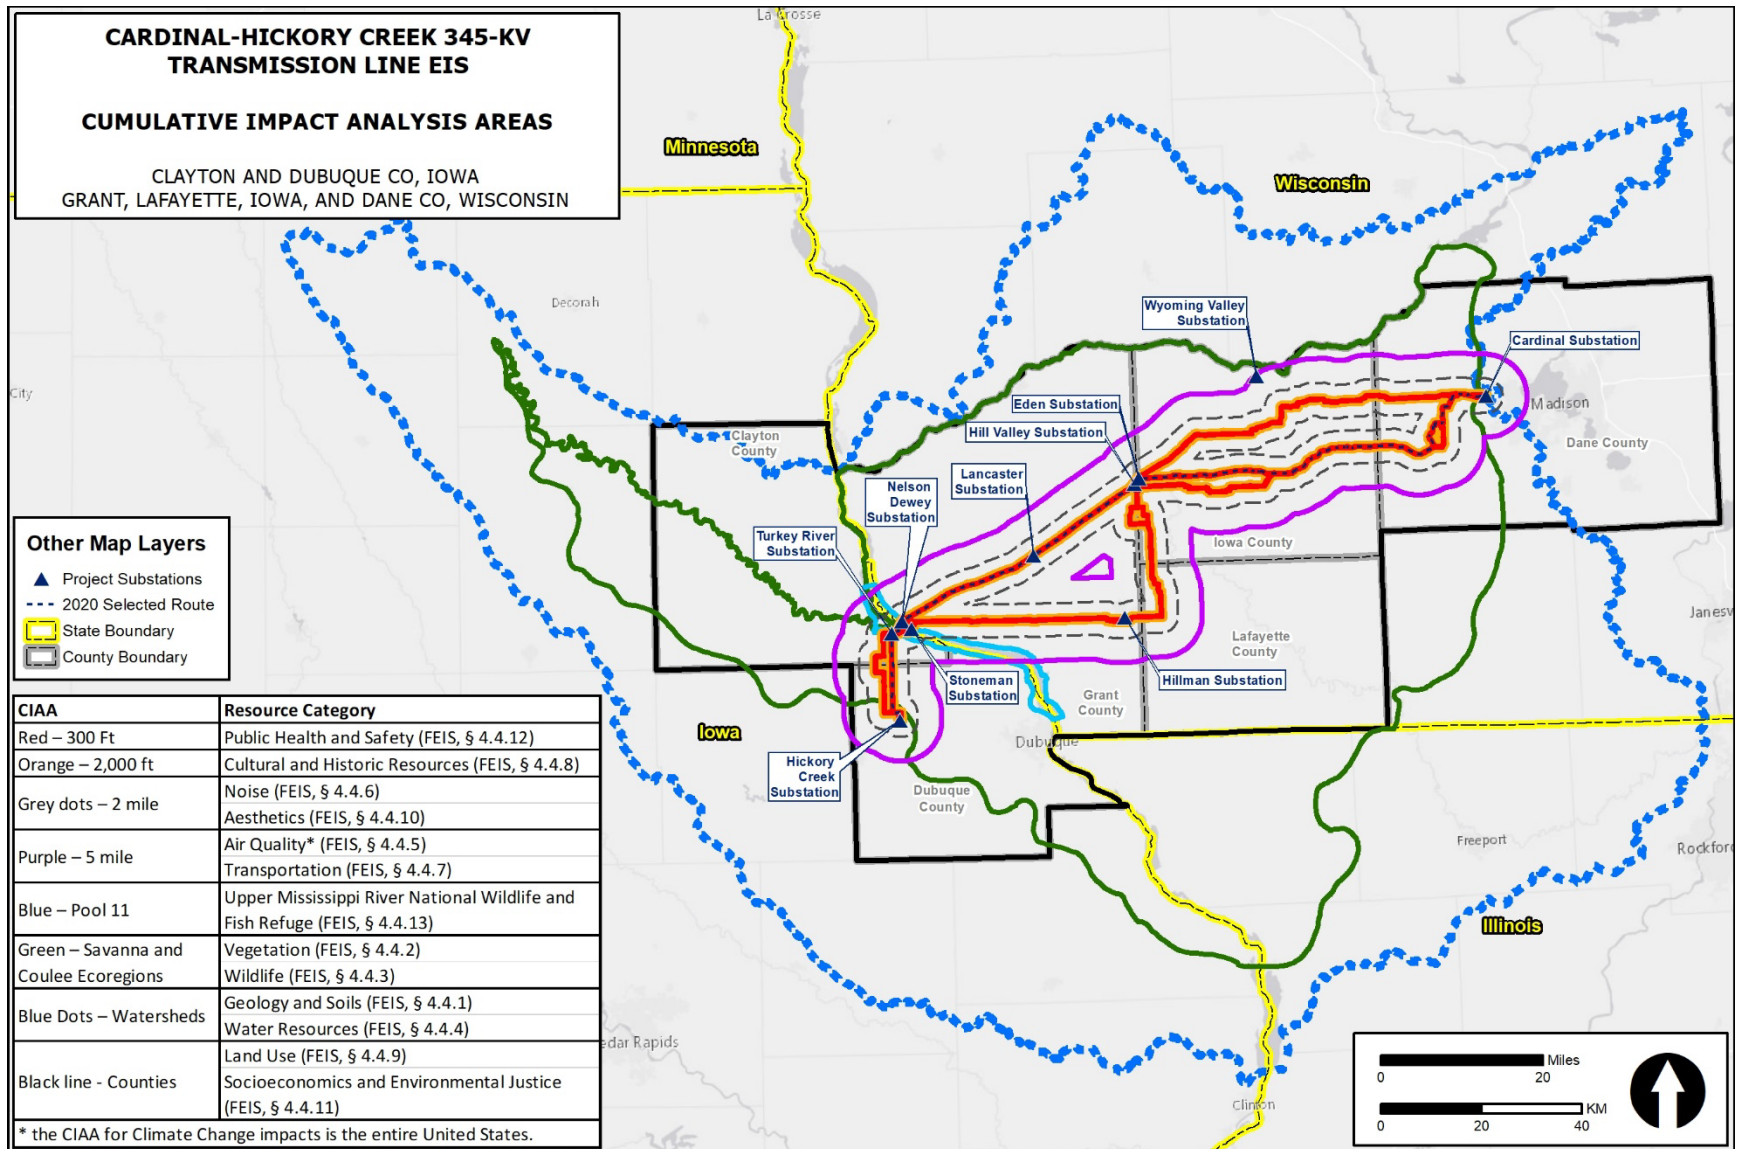 CARDINAL-HICKORY CREEK 345-KV
TRANSMISSION LINE EIS
CUMULATIVE IMPACT ANALYSIS AREAS
CLAYTON AND DUBUQUE CO, IOWA
GRANT, LAFAYETTE, IOWA, AND DANE CO, WISCONSIN
La Crosse
Minnesota
Wisconsin
Decorah
City
Wyoming Valley
Substation
Cardinal Substation
Eden Substation
Hill Valley Substation
Madison
Dane County
Clayton
County
Lancaster
Substation
Nelson
Dewey
Substation
Turkey River
Substation
Iowa County
Janesv
Lafayette
County
Stoneman
Substation
Hillman Substation
Grant
County
Iowa
Dubuque
Hickory
Creek
Substation
Dubuque
County
Freeport
Rockford
Illinois
edar Rapids
Clinton
Other Map Layers
Project Substations
2020 Selected Route
State Boundary
County Boundary
CIAA Resource Category
Red – 300 Ft Public Health and Safety (FEIS, § 4.4.12)
Orange – 2,000 ft Cultural and Historic Resources (FEIS, § 4.4.8)
Grey dots – 2 mile Noise (FEIS, § 4.4.6)
Aesthetics (FEIS, § 4.4.10)
Purple – 5 mile Air Quality* (FEIS, § 4.4.5)
Transportation (FEIS, § 4.4.7)
Blue – Pool 11 Upper Mississippi River National Wildlife and
Fish Refuge (FEIS, § 4.4.13)
Green – Savanna and Vegetation (FEIS, § 4.4.2)
Coulee Ecoregions Wildlife (FEIS, § 4.4.3)
Blue Dots – Watersheds Geology and Soils (FEIS, § 4.4.1)
Water Resources (FEIS, § 4.4.4)
Black line - Counties Land Use (FEIS, § 4.4.9)
Socioeconomics and Environmental Justice
(FEIS, § 4.4.11)
* the CIAA for Climate Change impacts is the entire United States.
Miles
0 20
KM
0 20 40